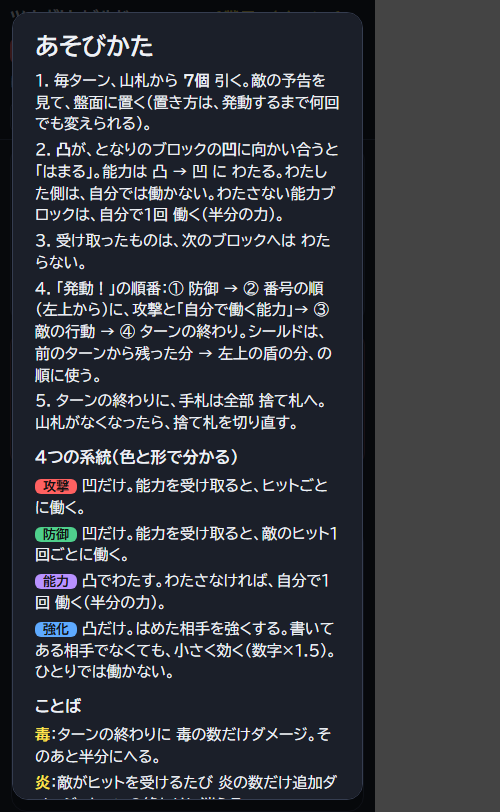 あそびかた
1. 毎ターン、山札から 7個 引く。敵の予告を
見て、盤面に置く（置き方は、発動するまで何回
でも変えられる）。
2. 凸が、となりのブロックの凹に向かい合うと
「はまる」。能力は 凸 → 凹 に わたる。わたし
た側は、自分では働かない。わたさない能力ブ
ロックは、自分で1回 働く（半分の力）。
3. 受け取ったものは、次のブロックへは わた
らない。
4. 「発動！」の順番：① 防御 → ② 番号の順
（左上から）に、攻撃と「自分で働く能力」→ ③
敵の行動 → ④ ターンの終わり。シールドは、
前のターンから残った分 → 左上の盾の分、の
順に使う。
5. ターンの終わりに、手札は全部 捨て札へ。
山札がなくなったら、捨て札を切り直す。
4つの系統（色と形で分かる）
攻撃 凹だけ。能力を受け取ると、ヒットごと
に働く。
防御 凹だけ。能力を受け取ると、敵のヒット1
回ごとに働く。
能力 凸でわたす。わたさなければ、自分で1
回 働く（半分の力）。
強化 凸だけ。はめた相手を強くする。書いて
ある相手でなくても、小さく効く（数字×1.5）。
ひとりでは働かない。
ことば
毒：ターンの終わりに 毒の数だけダメージ。そ
のあと半分にへる。
炎：敵がヒットを受けるたび 炎の数だけ追加ダ